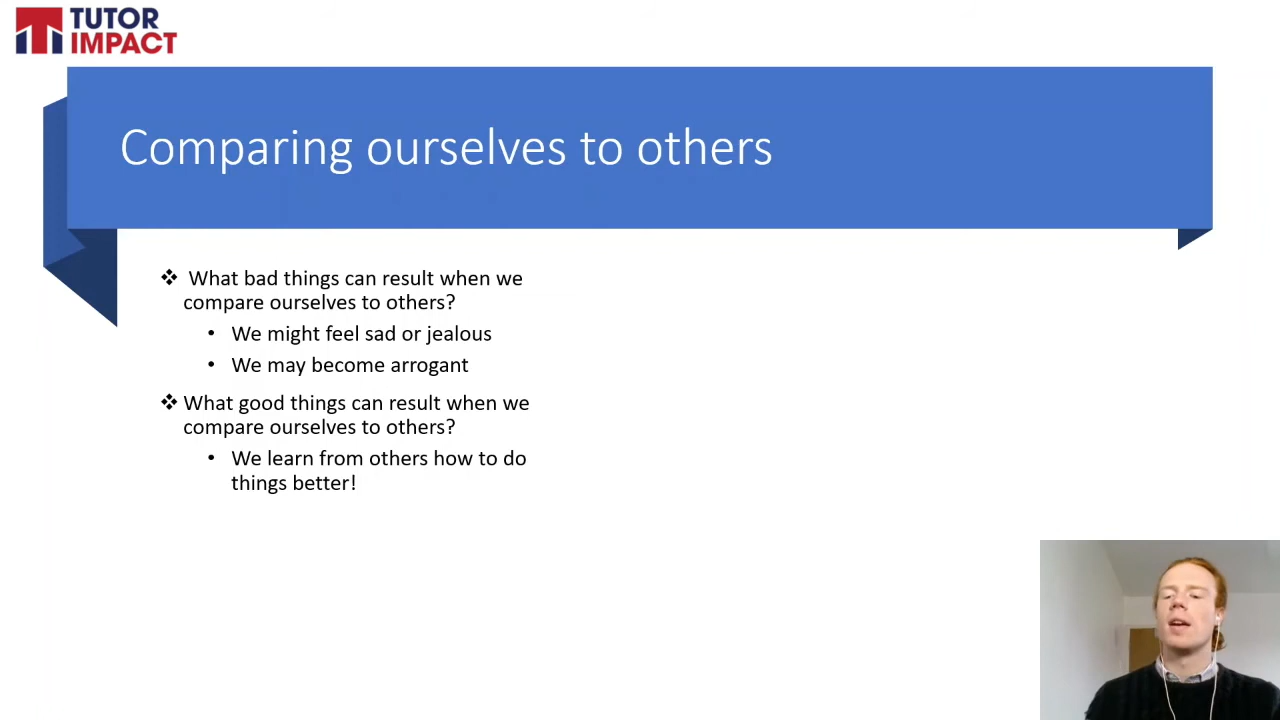 TUTOR
IMPACT
Comparing ourselves to others
❖ What bad things can result when we
compare ourselves to others?
• We might feel sad or jealous
• We may become arrogant
❖ What good things can result when we
compare ourselves to others?
• We learn from others how to do
things better!